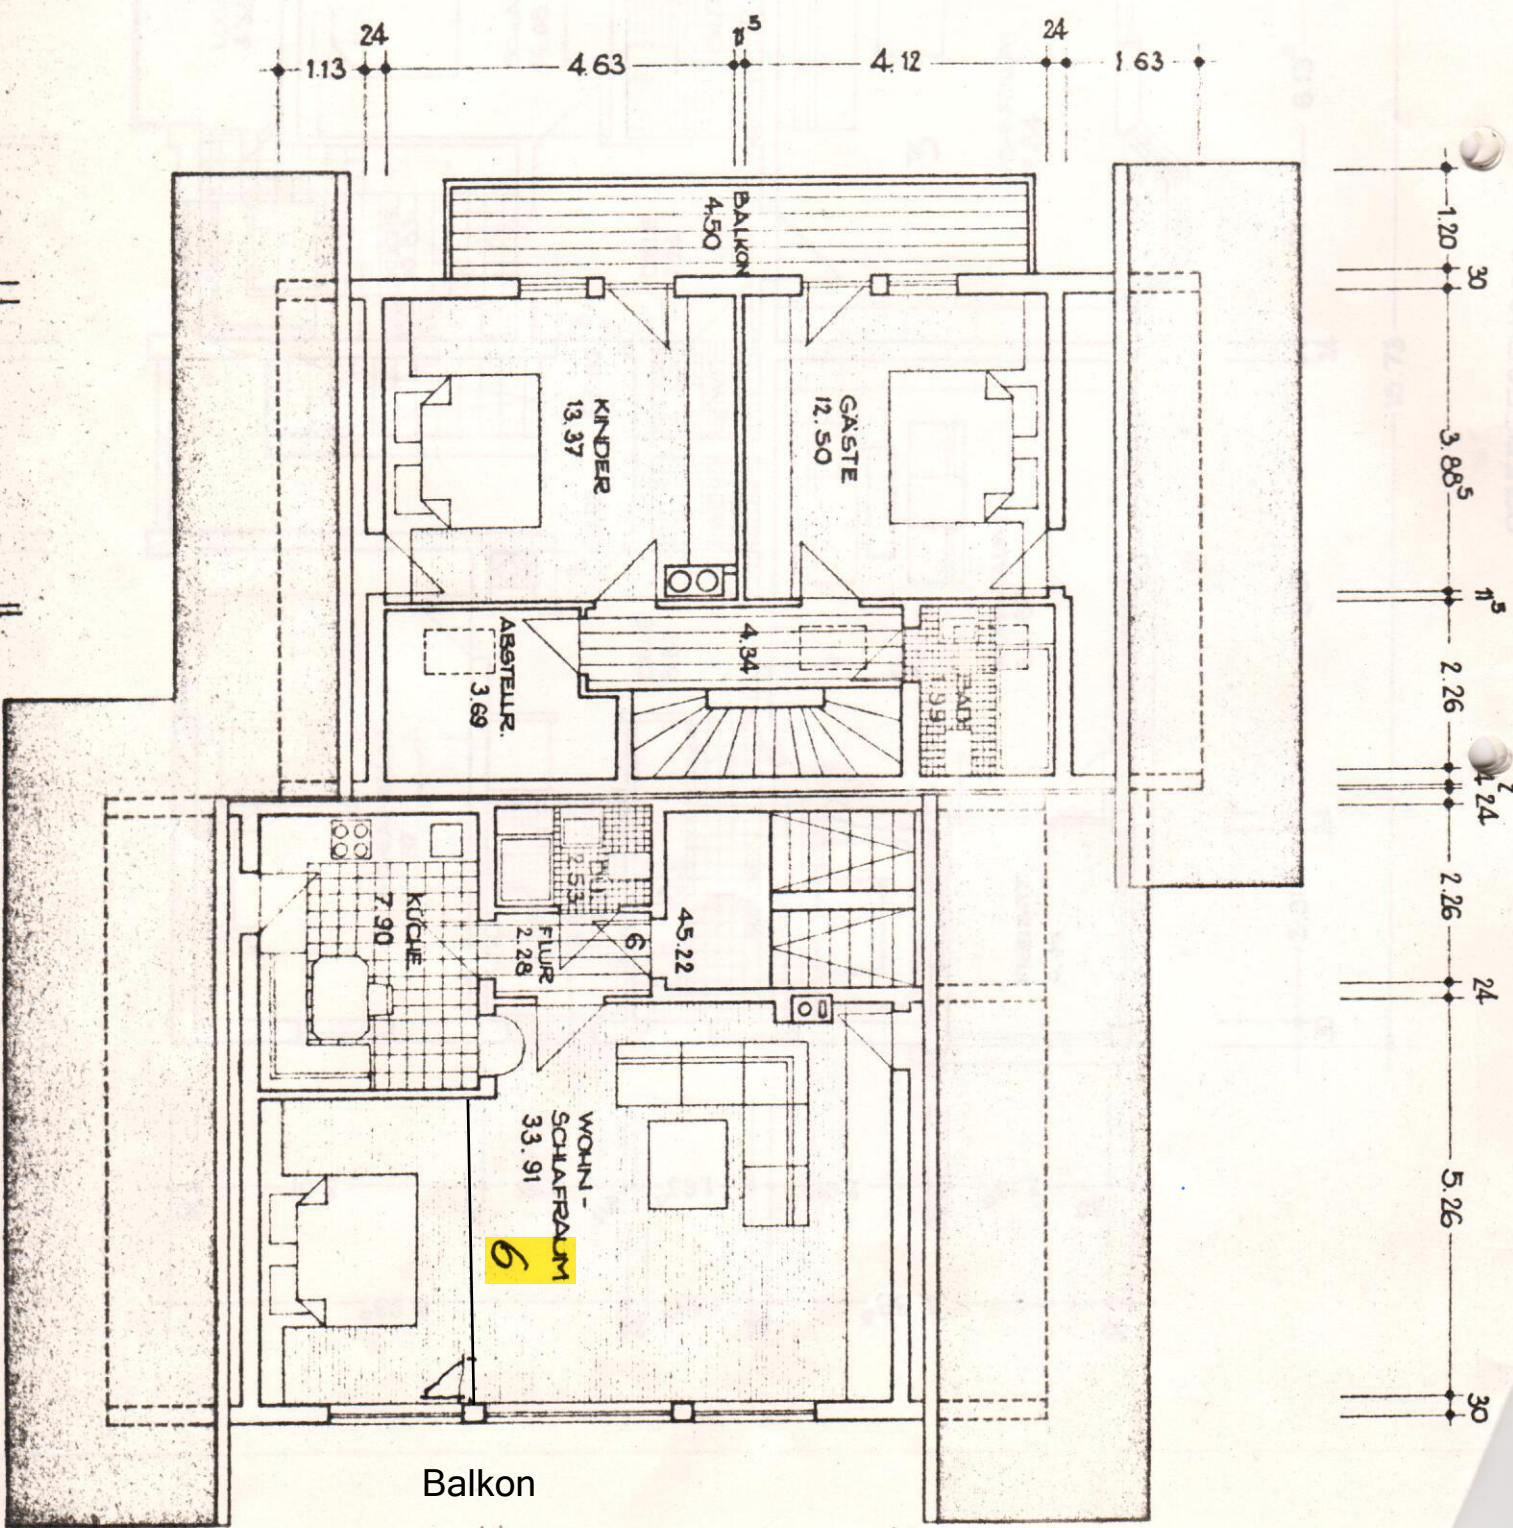 24
11⁵
24
1.13
4.63
4.12
1.63
BALKON
4.50
1.20
30
KINDER
13.37
GÄSTE
12.50
3.88⁵
11⁵
ABSTELLR.
3.69
4.34
BAD
2.26
24
KÜCHE
7.90
2.53
FLUR
2.28
6
45.22
2.26
24
WOHN-
SCHLAFRAUM
33.91
6
5.26
30
Balkon